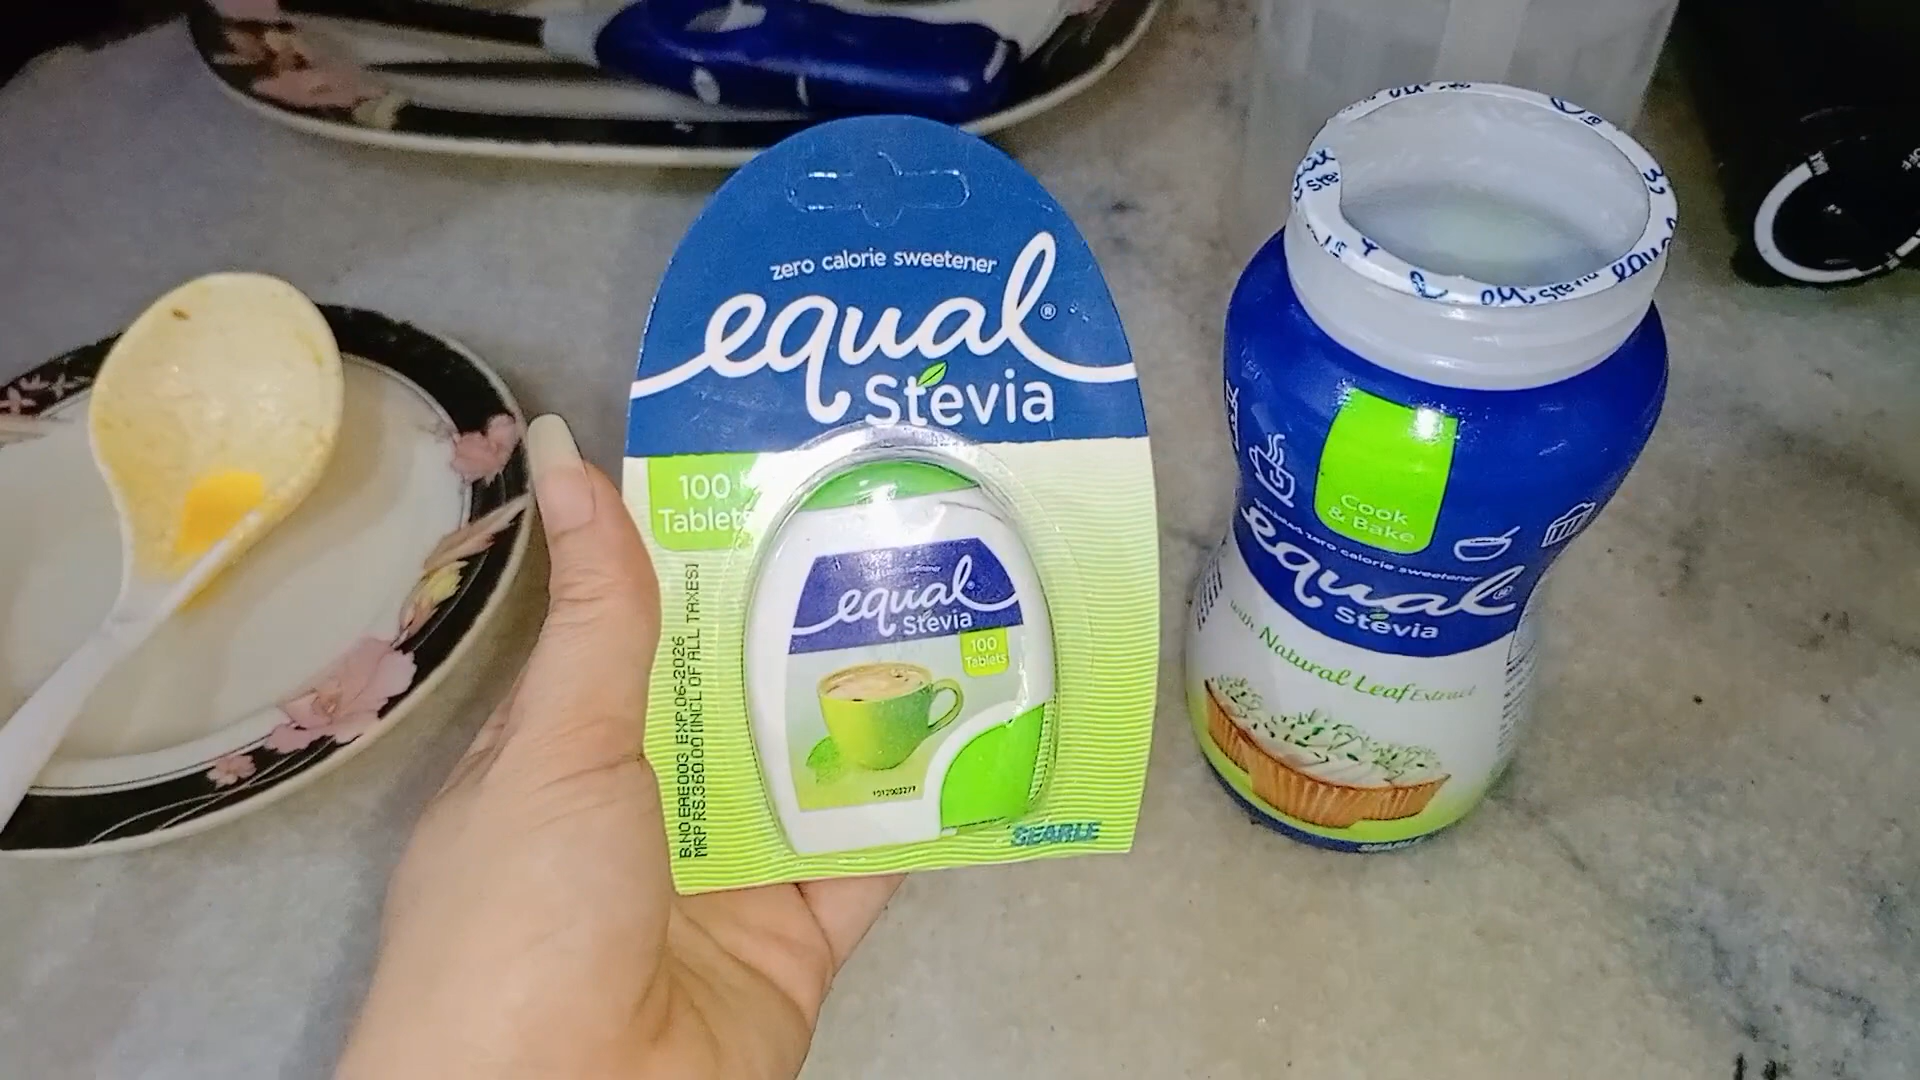 zero calorie sweetener
equal®
Stevia
100
Tablets
equal
Stevia
100
Tablets
B.NO ERE003 EXP.06-2026
MRP RS.360.00 [INCL OF ALL TAXES]
SEARLE
Cook
& Bake
zero calorie sweetener
equal®
Stevia
with Natural Leaf Extract
SEARLE